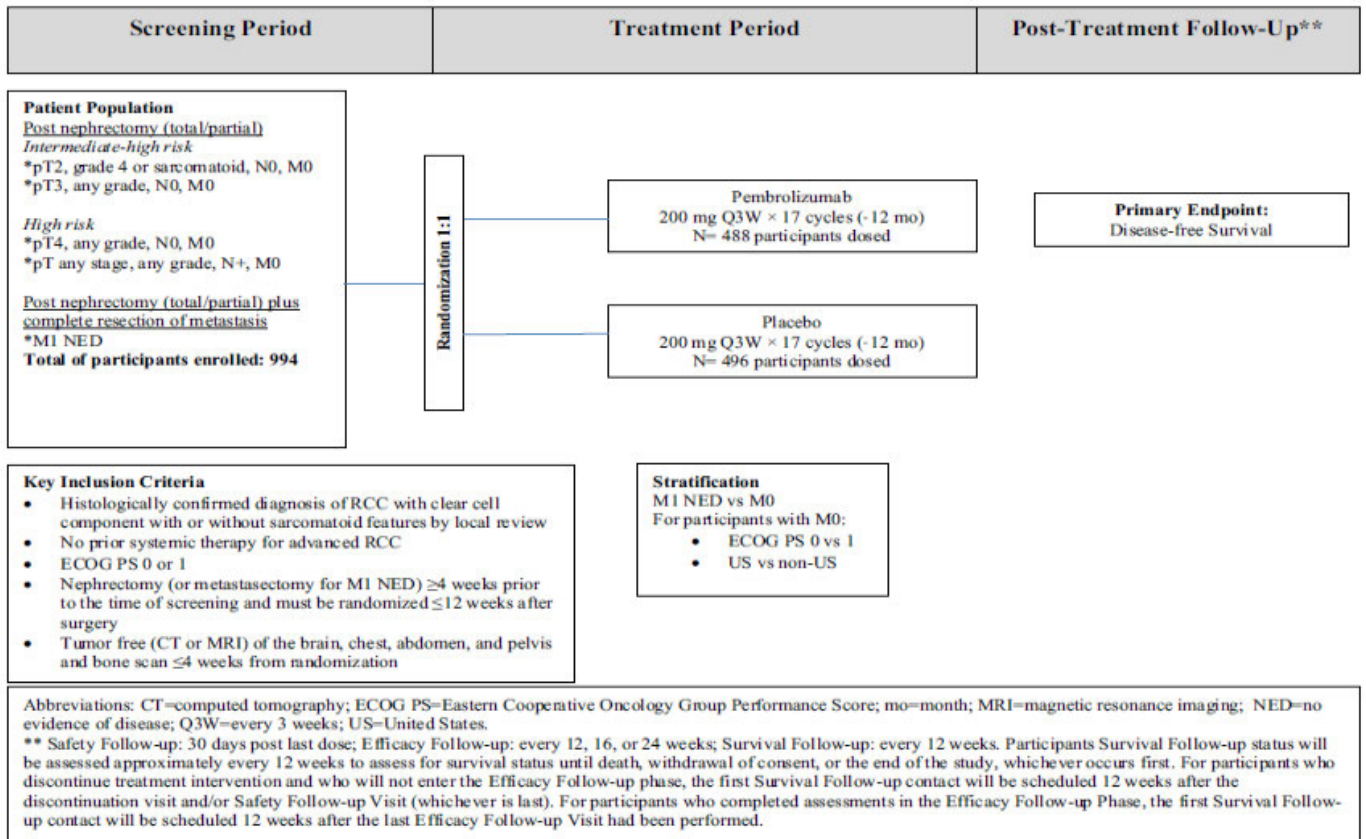 Screening Period
Treatment Period
Post-Treatment Follow-Up**
Patient Population
Post nephrectomy (total/partial)
Intermediate-high risk
*pT2, grade 4 or sarcomatoid, N0, M0
*pT3, any grade, N0, M0
High risk
*pT4, any grade, N0, M0
*pT any stage, any grade, N+, M0
Post nephrectomy (total/partial) plus
complete resection of metastasis
*M1 NED
Total of participants enrolled: 994
Randomization 1:1
Pembrolizumab
200 mg Q3W × 17 cycles (~12 mo)
N= 488 participants dosed
Placebo
200 mg Q3W × 17 cycles (~12 mo)
N= 496 participants dosed
Primary Endpoint:
Disease-free Survival
Key Inclusion Criteria
• Histologically confirmed diagnosis of RCC with clear cell
component with or without sarcomatoid features by local review
• No prior systemic therapy for advanced RCC
• ECOG PS 0 or 1
• Nephrectomy (or metastasectomy for M1 NED) ≥4 weeks prior
to the time of screening and must be randomized ≤12 weeks after
surgery
• Tumor free (CT or MRI) of the brain, chest, abdomen, and pelvis
and bone scan ≤4 weeks from randomization
Stratification
M1 NED vs M0
For participants with M0:
• ECOG PS 0 vs 1
• US vs non-US
Abbreviations: CT=computed tomography; ECOG PS=Eastern Cooperative Oncology Group Performance Score; mo=month; MRI=magnetic resonance imaging; NED=no
evidence of disease; Q3W=every 3 weeks; US=United States.
** Safety Follow-up: 30 days post last dose; Efficacy Follow-up: every 12, 16, or 24 weeks; Survival Follow-up: every 12 weeks. Participants Survival Follow-up status will
be assessed approximately every 12 weeks to assess for survival status until death, withdrawal of consent, or the end of the study, whichever occurs first. For participants who
discontinue treatment intervention and who will not enter the Efficacy Follow-up phase, the first Survival Follow-up contact will be scheduled 12 weeks after the
discontinuation visit and/or Safety Follow-up Visit (whichever is last). For participants who completed assessments in the Efficacy Follow-up Phase, the first Survival Follow-
up contact will be scheduled 12 weeks after the last Efficacy Follow-up Visit had been performed.